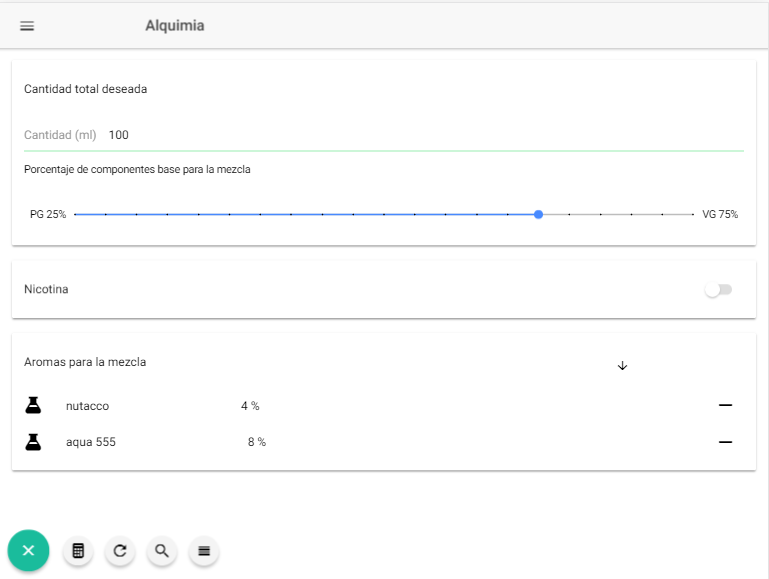 Alquimia
Cantidad total deseada
Cantidad (ml) 100
Porcentaje de componentes base para la mezcla
PG 25% VG 75%
Nicotina
Aromas para la mezcla
nutacco 4 %
aqua 555 8 %